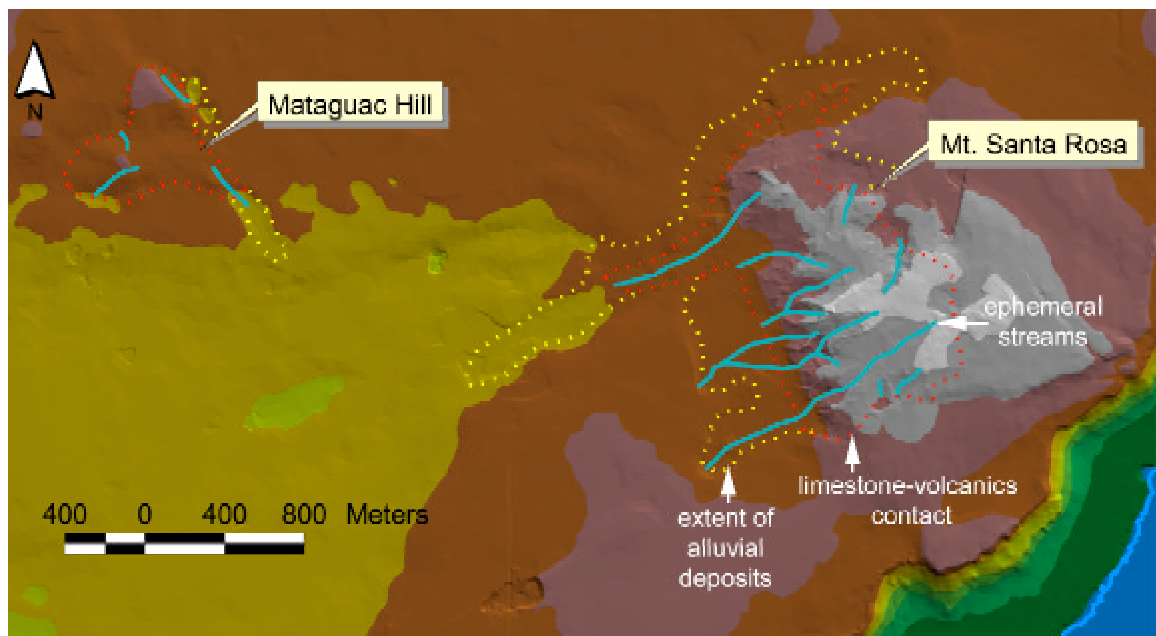 N
Mataguac Hill
Mt. Santa Rosa
ephemeral
streams
limestone-volcanics
contact
extent of
alluvial
deposits
400 0 400 800 Meters